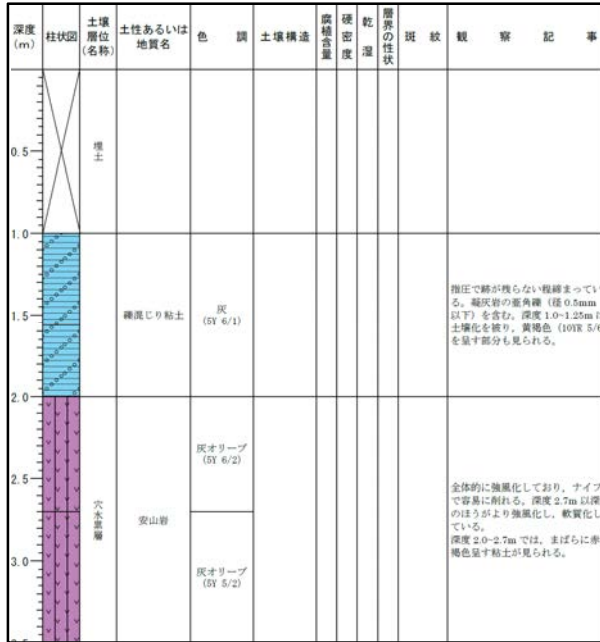 深度
（m）
柱状図
土壌
層位
（名称）
土性あるいは
地質名
色 調
土壌構造
腐植含量
硬密度
乾湿
層界の性状
斑 紋
観 察 記 事
0.5
埋土
1.0
礫混じり粘土
灰
(5Y 6/1)
指圧で跡が残らない程締まってい
る。凝灰岩の亜角礫（径 0.5mm
以下）を含む。深度 1.0~1.25m に
土壌化を被り，黄褐色（10YR 5/6
を呈す部分も見られる。
1.5
2.0
灰オリーブ
(5Y 6/2)
2.5
穴水累層
安山岩
全体的に強風化しており，ナイフ
で容易に削れる。深度 2.7m 以深
のほうがより強風化し，軟質化し
ている。
深度 2.0~2.7m では，まばらに赤
褐色呈す粘土が見られる。
3.0
灰オリーブ
(5Y 5/2)